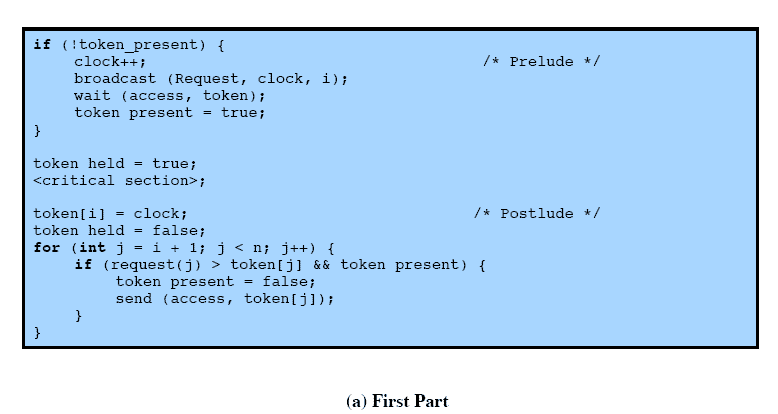 if (!token_present) {
clock++; /* Prelude */
broadcast (Request, clock, i);
wait (access, token);
token present = true;
}
token held = true;
<critical section>;
token[i] = clock; /* Postlude */
token held = false;
for (int j = i + 1; j < n; j++) {
if (request(j) > token[j] && token present) {
token present = false;
send (access, token[j]);
}
}
(a) First Part